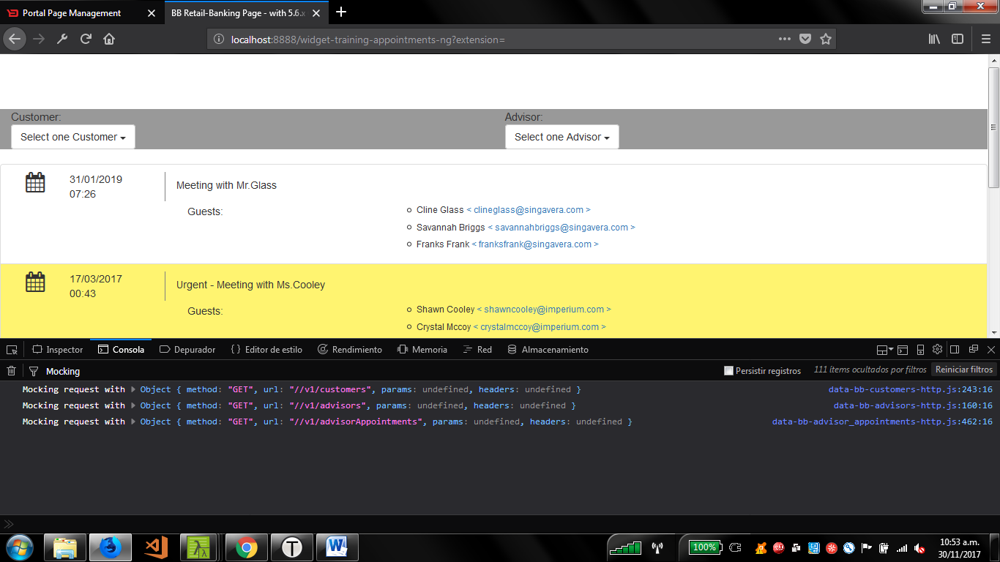 Portal Page Management
BB Retail-Banking Page - with 5.6.x
localhost:8888/widget-training-appointments-ng?extension=
Customer:
Advisor:
Select one Customer
Select one Advisor
31/01/2019
07:26
Meeting with Mr.Glass
Guests:
Cline Glass < clineglass@singavera.com >
Savannah Briggs < savannahbriggs@singavera.com >
Franks Frank < franksfrank@singavera.com >
17/03/2017
00:43
Urgent - Meeting with Ms.Cooley
Guests:
Shawn Cooley < shawncooley@imperium.com >
Crystal Mccoy < crystalmccoy@imperium.com >
Inspector Consola Depurador { } Editor de estilo Rendimiento Memoria Red Almacenamiento
Mocking Persistir registros 111 ítems ocultados por filtros Reiniciar filtros
Mocking request with Object { method: "GET", url: "//v1/customers", params: undefined, headers: undefined } data-bb-customers-http.js:243:16
Mocking request with Object { method: "GET", url: "//v1/advisors", params: undefined, headers: undefined } data-bb-advisors-http.js:160:16
Mocking request with Object { method: "GET", url: "//v1/advisorAppointments", params: undefined, headers: undefined } data-bb-advisor_appointments-http.js:462:16
100%
10:53 a.m.
30/11/2017